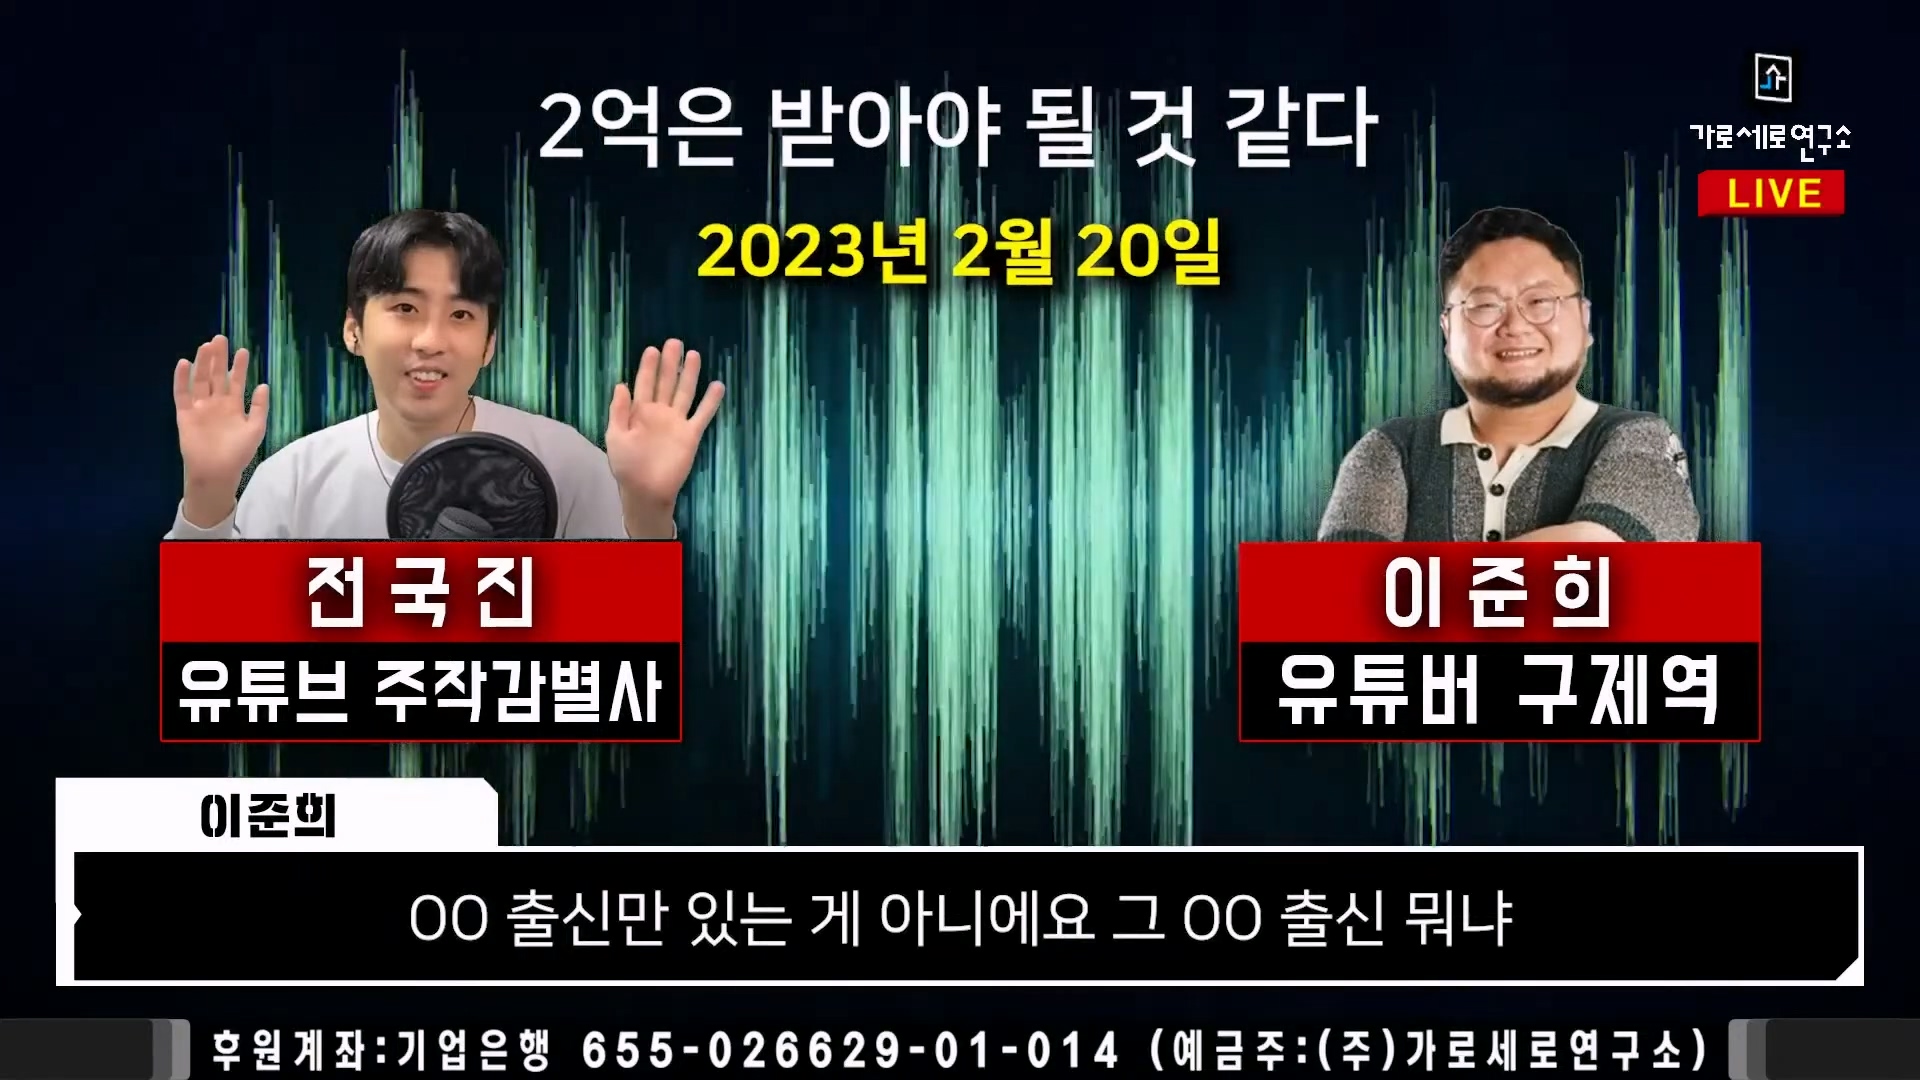 2억은 받아야 될 것 같다
가로세로연구소
LIVE
2023년 2월 20일
전국진
유튜브 주작감별사
이준희
유튜버 구제역
이준희
OO 출신만 있는 게 아니에요 그 OO 출신 뭐냐
후원계좌:기업은행 655-026629-01-014 (예금주:(주)가로세로연구소)